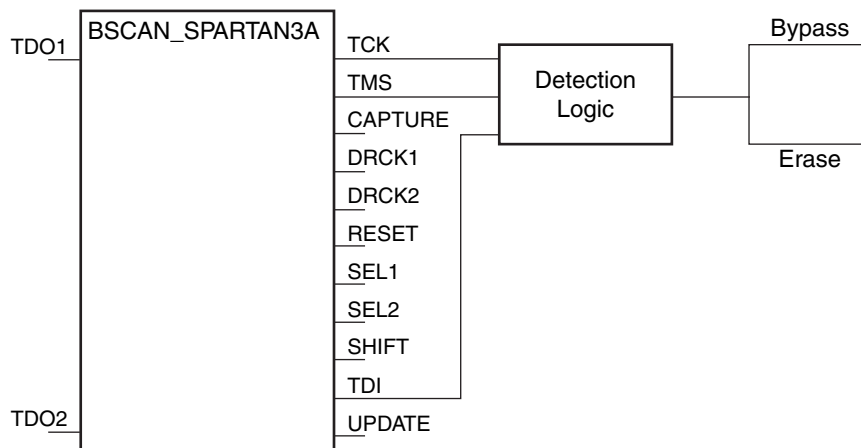 BSCAN_SPARTAN3A
TDO1
TDO2
TCK
TMS
CAPTURE
DRCK1
DRCK2
RESET
SEL1
SEL2
SHIFT
TDI
UPDATE
Detection
Logic
Bypass
Erase